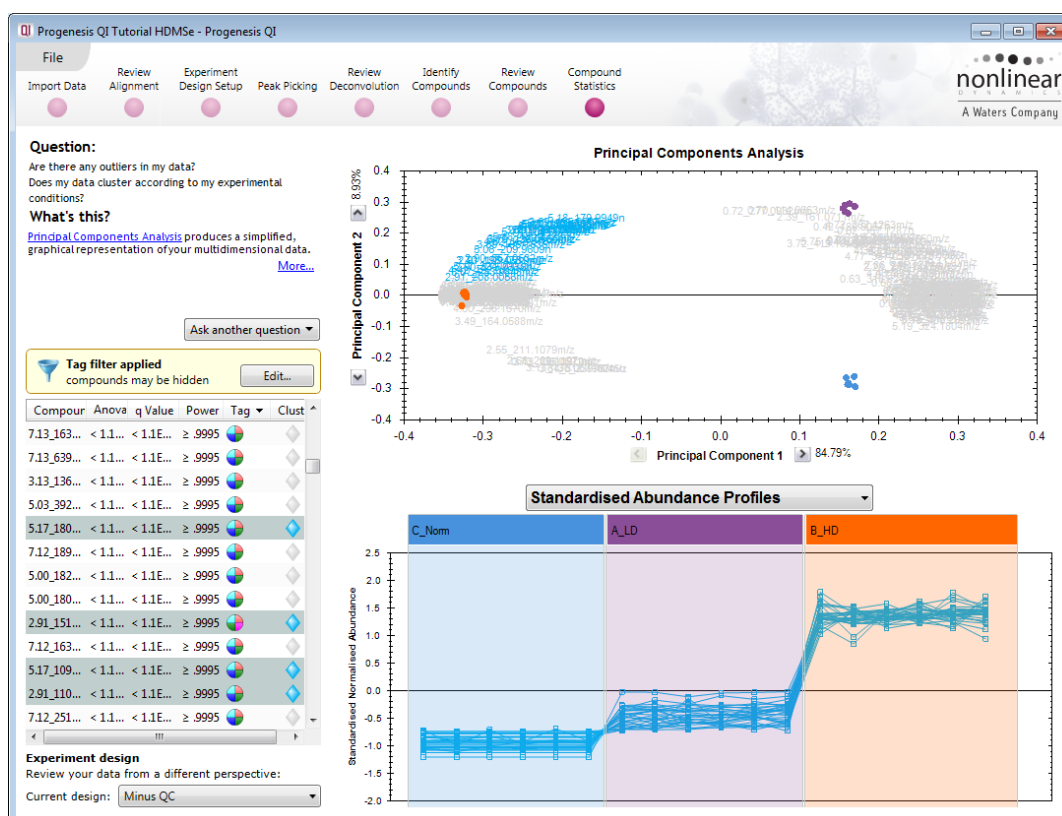 Progenesis QI Tutorial HDMSe - Progenesis QI
File
Import Data
Review Alignment
Experiment Design Setup
Peak Picking
Review Deconvolution
Identify Compounds
Review Compounds
Compound Statistics
nonlinear
DYNAMICS
A Waters Company
Question:
Are there any outliers in my data?
Does my data cluster according to my experimental
conditions?
What's this?
Principal Components Analysis produces a simplified,
graphical representation of your multidimensional data.
More...
Ask another question
Tag filter applied
compounds may be hidden
Edit...
Compour Anova q Value Power Tag Clust
7.13_163... < 1.1... < 1.1E... ≥ .9995
7.13_639... < 1.1... < 1.1E... ≥ .9995
3.13_136... < 1.1... < 1.1E... ≥ .9995
5.03_392... < 1.1... < 1.1E... ≥ .9995
5.17_180... < 1.1... < 1.1E... ≥ .9995
7.12_189... < 1.1... < 1.1E... ≥ .9995
5.00_182... < 1.1... < 1.1E... ≥ .9995
5.00_180... < 1.1... < 1.1E... ≥ .9995
2.91_151... < 1.1... < 1.1E... ≥ .9995
7.12_163... < 1.1... < 1.1E... ≥ .9995
5.17_109... < 1.1... < 1.1E... ≥ .9995
2.91_110... < 1.1... < 1.1E... ≥ .9995
7.12_251... < 1.1... < 1.1E... ≥ .9995
Experiment design
Review your data from a different perspective:
Current design: Minus QC
Principal Components Analysis
Principal Component 2
8.93%
0.4
0.3
0.2
0.1
0.0
-0.1
-0.2
-0.3
-0.4
3.49_164.0588m/z
2.55_211.1079m/z
5.19_324.1804m/z
-0.4 -0.3 -0.2 -0.1 0.0 0.1 0.2 0.3 0.4
Principal Component 1 84.79%
Standardised Abundance Profiles
C_Norm A_LD B_HD
Standardised Normalised Abundance
2.5
2.0
1.5
1.0
0.5
0.0
-0.5
-1.0
-1.5
-2.0